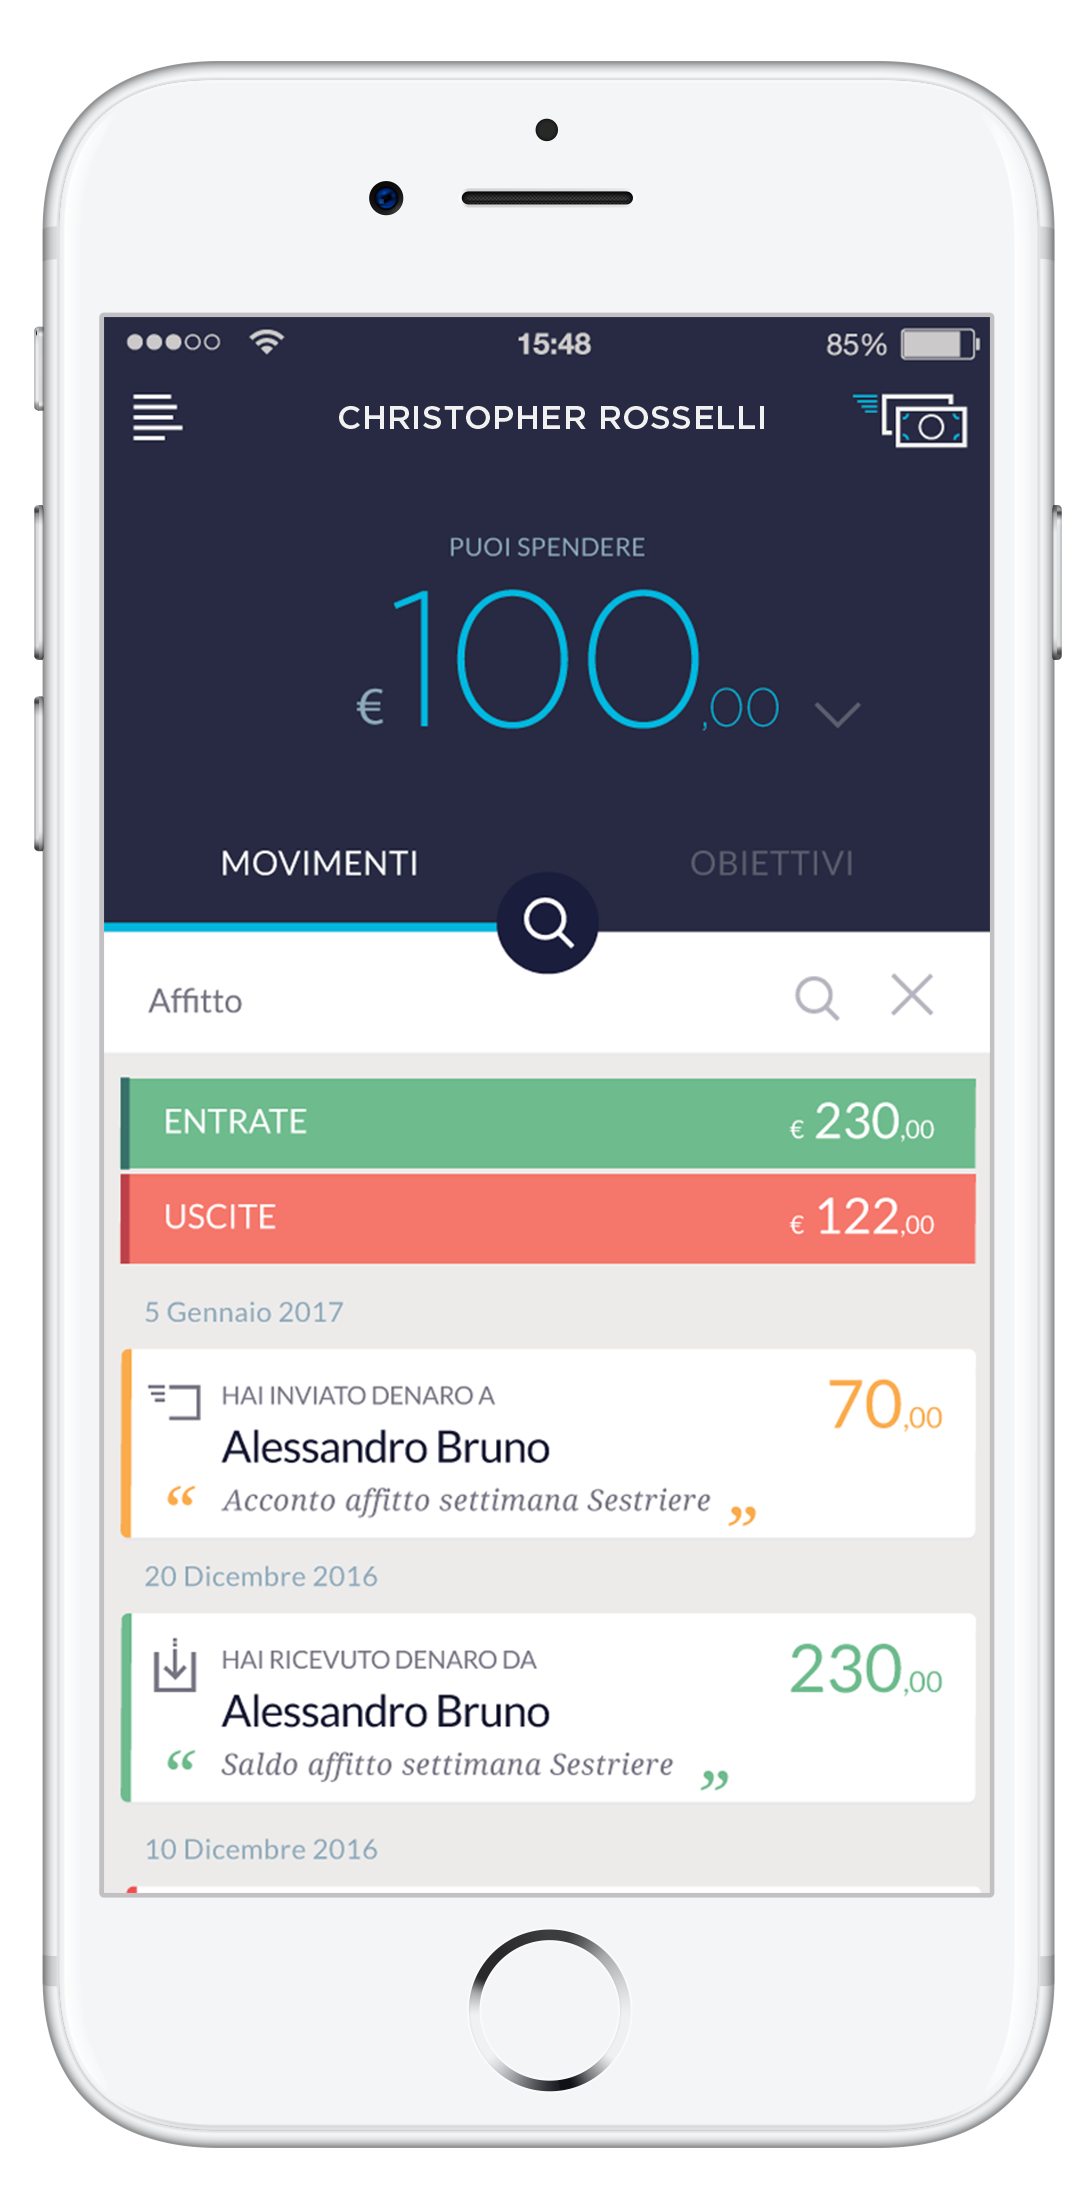 15:48
85%
CHRISTOPHER ROSSELLI
PUOI SPENDERE
€ 100,00
MOVIMENTI
OBIETTIVI
Affitto
ENTRATE € 230,00
USCITE € 122,00
5 Gennaio 2017
HAI INVIATO DENARO A
70,00
Alessandro Bruno
“ Acconto affitto settimana Sestriere ”
20 Dicembre 2016
HAI RICEVUTO DENARO DA
230,00
Alessandro Bruno
“ Saldo affitto settimana Sestriere ”
10 Dicembre 2016